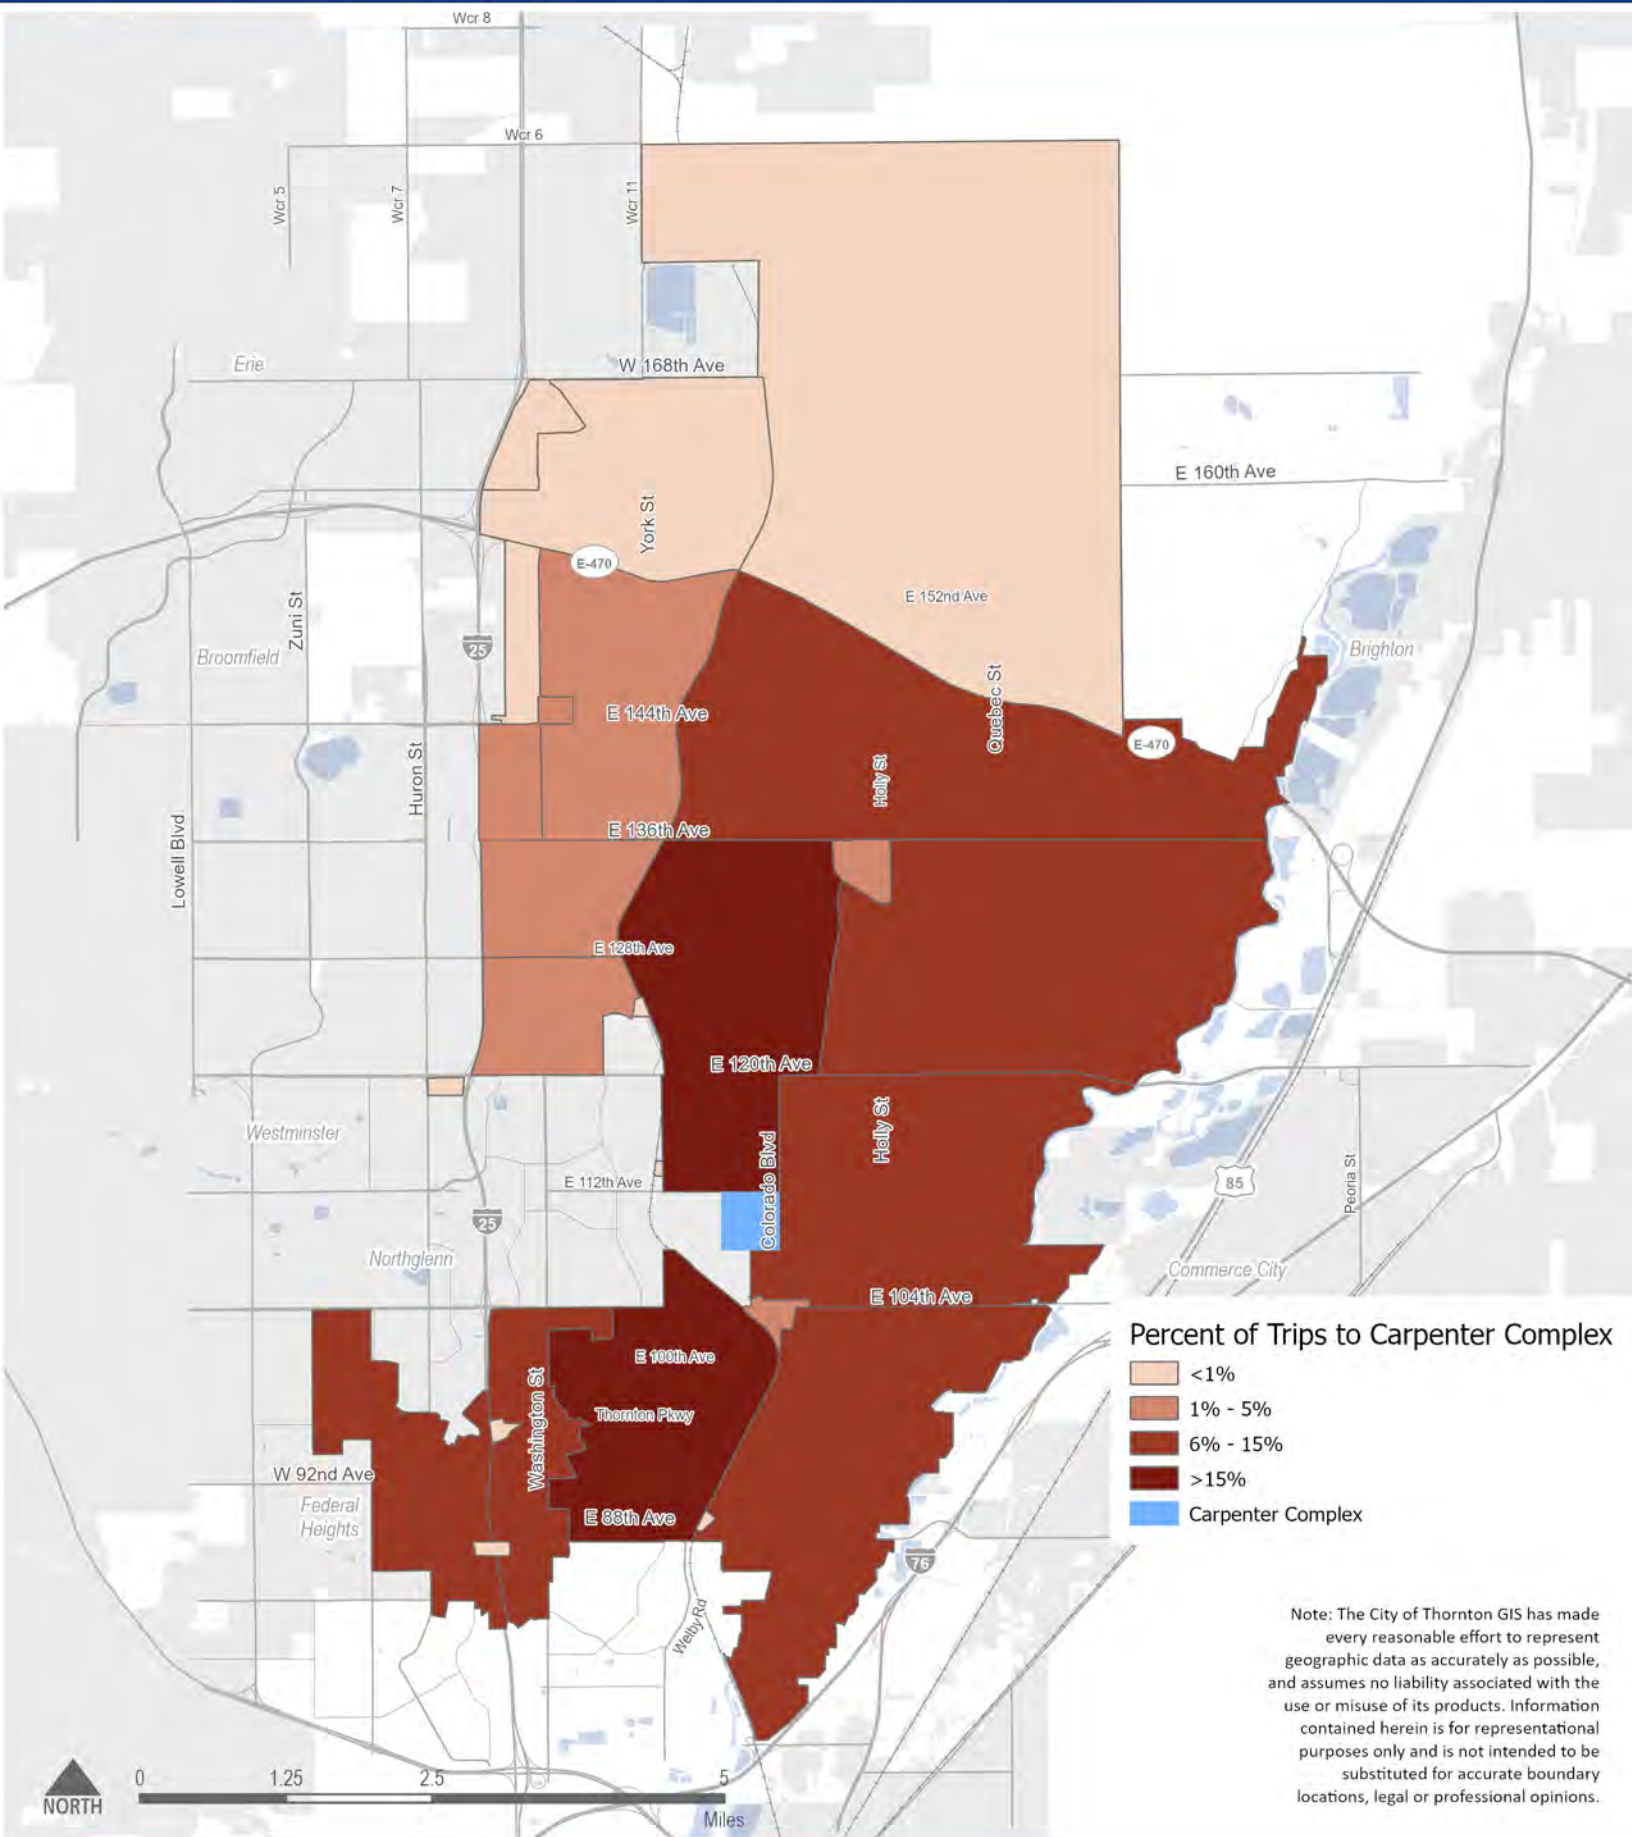 Wcr 8
Wcr 6
Wcr 5
Wcr 7
Wcr 11
Erie
W 168th Ave
E 160th Ave
York St
E-470
E 152nd Ave
Zuni St
25
Broomfield
Brighton
Quebec St
E 144th Ave
E-470
Huron St
Holly St
E 136th Ave
Lowell Blvd
E 128th Ave
E 120th Ave
Westminster
Holly St
Colorado Blvd
E 112th Ave
85
Peoria St
25
Northglenn
Commerce City
E 104th Ave
E 100th Ave
Washington St
Thornton Pkwy
W 92nd Ave
Federal
Heights
E 88th Ave
76
Welby Rd
Percent of Trips to Carpenter Complex
<1%
1% - 5%
6% - 15%
>15%
Carpenter Complex
Note: The City of Thornton GIS has made
every reasonable effort to represent
geographic data as accurately as possible,
and assumes no liability associated with the
use or misuse of its products. Information
contained herein is for representational
purposes only and is not intended to be
substituted for accurate boundary
locations, legal or professional opinions.
NORTH
0 1.25 2.5 5
Miles